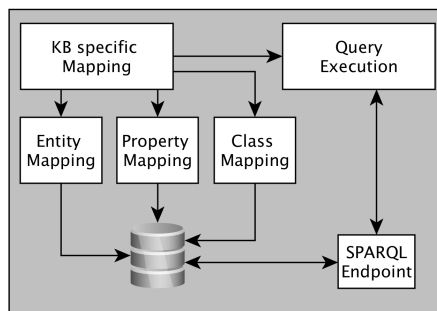 KB specific
Mapping
Query
Execution
Entity
Mapping
Property
Mapping
Class
Mapping
SPARQL
Endpoint